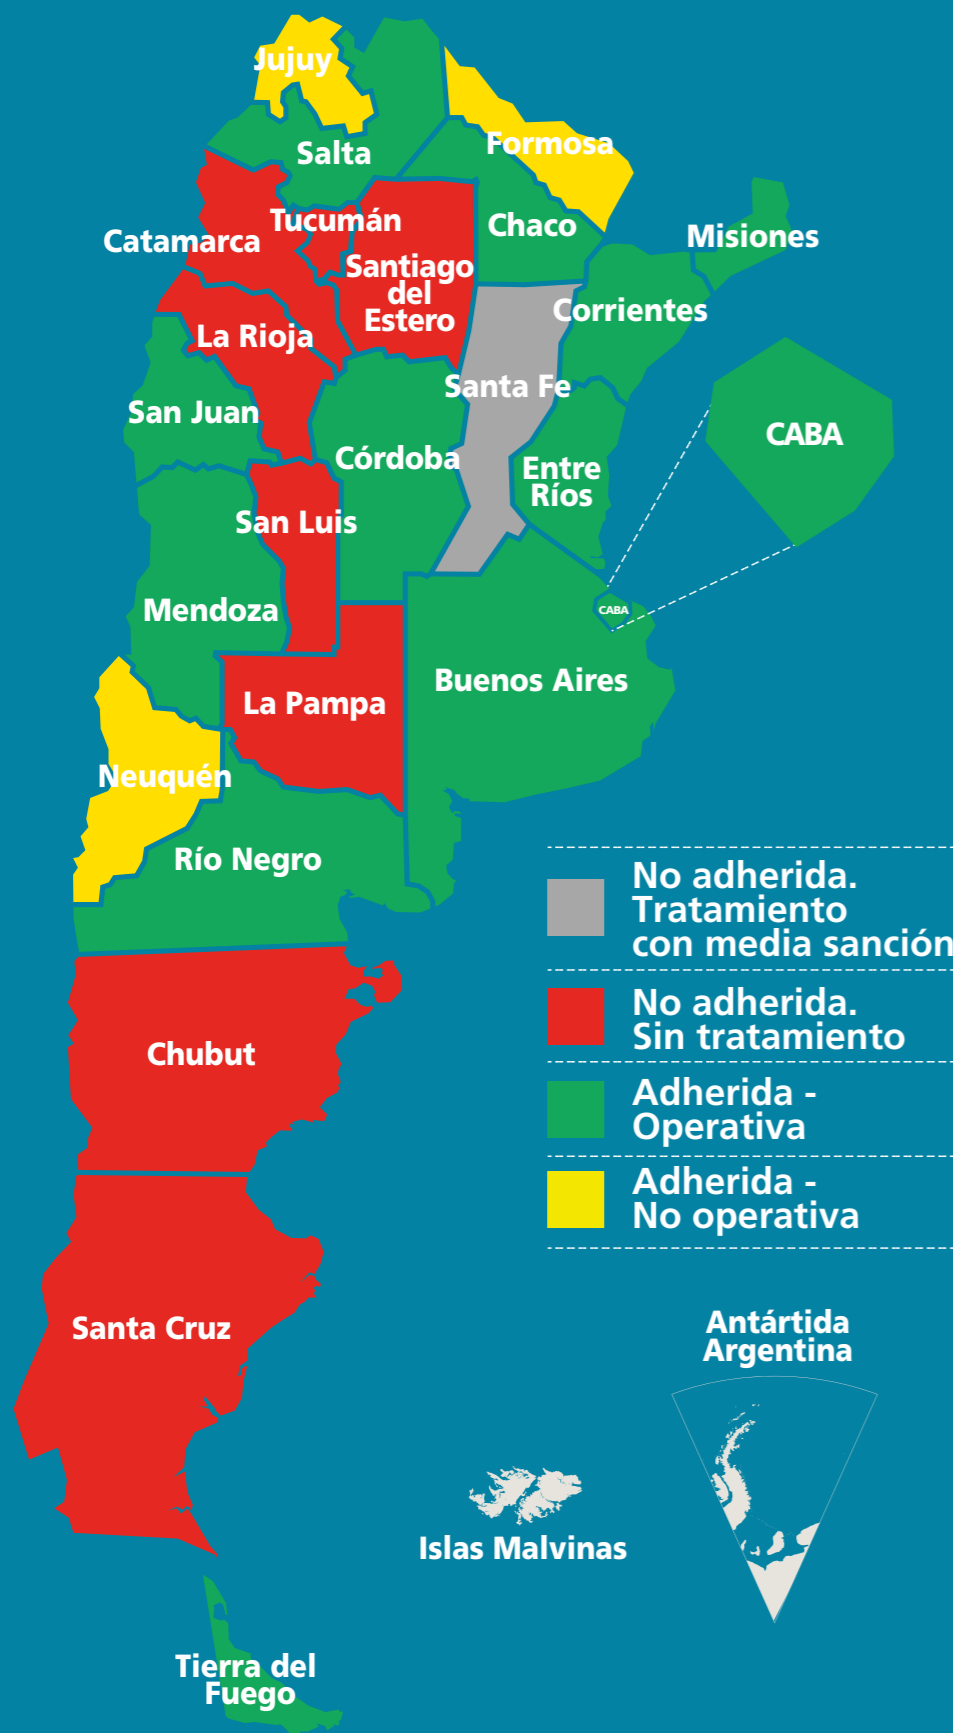 Jujuy
Formosa
Salta
Tucumán
Chaco
Misiones
Catamarca
Santiago
del
Estero
Corrientes
La Rioja
Santa Fe
San Juan
CABA
Córdoba
Entre
Ríos
San Luis
Mendoza
CABA
Buenos Aires
La Pampa
Neuquén
Río Negro
No adherida.
Tratamiento
con media sanción
No adherida.
Sin tratamiento
Chubut
Adherida -
Operativa
Adherida -
No operativa
Santa Cruz
Antártida
Argentina
Islas Malvinas
Tierra del
Fuego